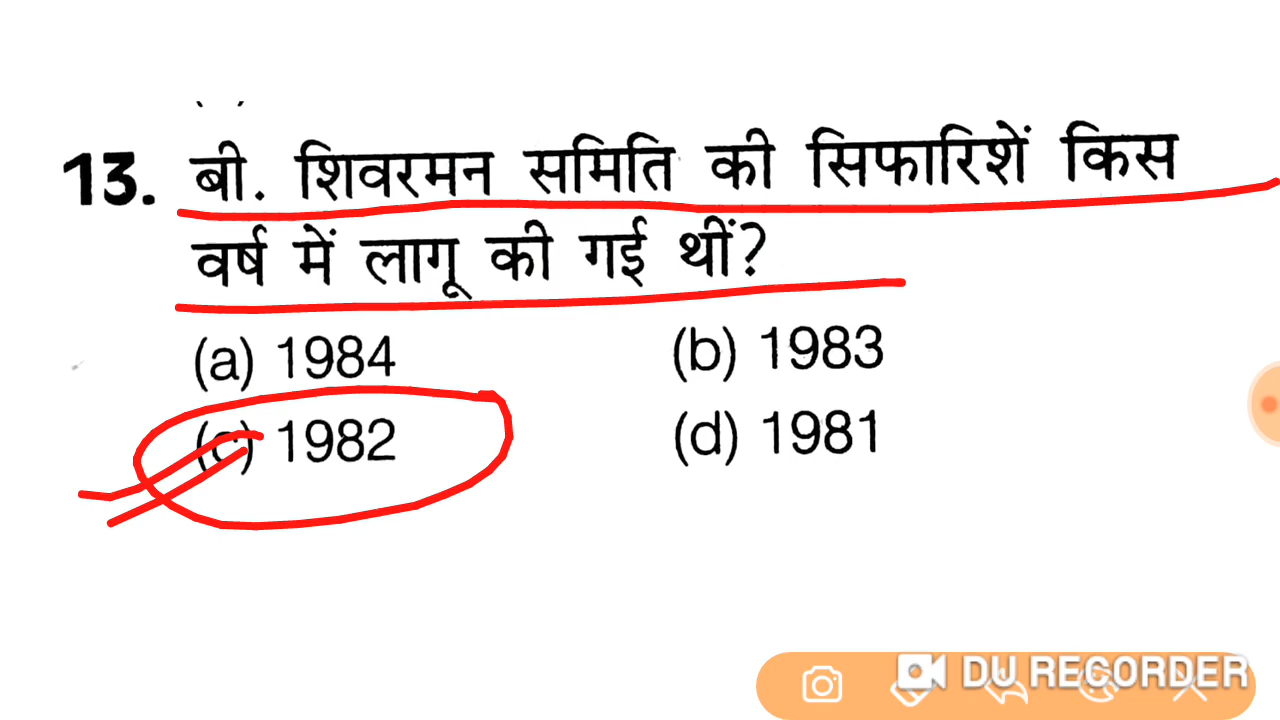 13. बी. शिवरमन समिति की सिफारिशें किस
वर्ष में लागू की गई थीं?
(a) 1984 (b) 1983
(c) 1982 (d) 1981
DU RECORDER